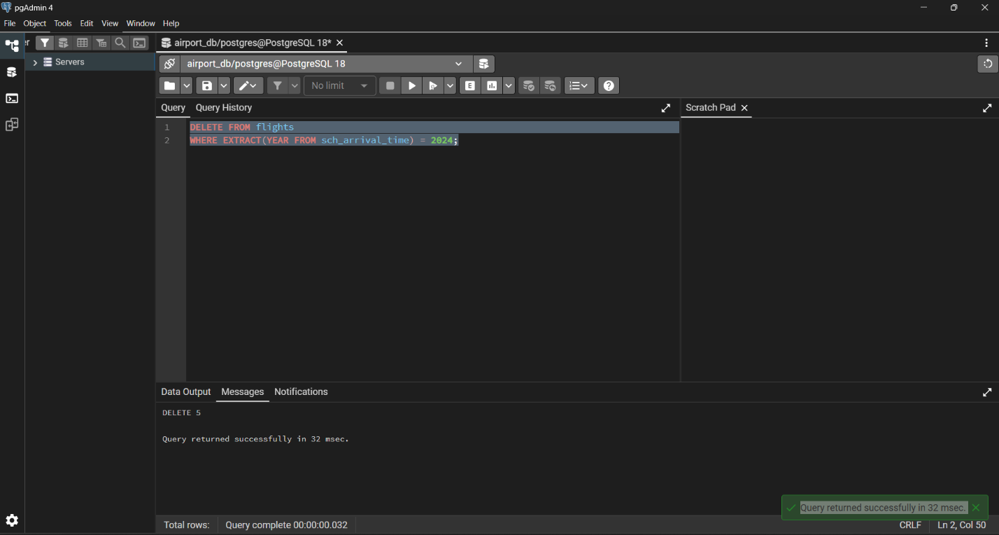 pgAdmin 4
File Object Tools Edit View Window Help
er
airport_db/postgres@PostgreSQL 18*
Servers
airport_db/postgres@PostgreSQL 18
No limit
E
Query Query History
Scratch Pad
1 DELETE FROM flights
2 WHERE EXTRACT(YEAR FROM sch_arrival_time) = 2024;
Data Output Messages Notifications
DELETE 5
Query returned successfully in 32 msec.
Query returned successfully in 32 msec.
Total rows: Query complete 00:00:00.032 CRLF Ln 2, Col 50